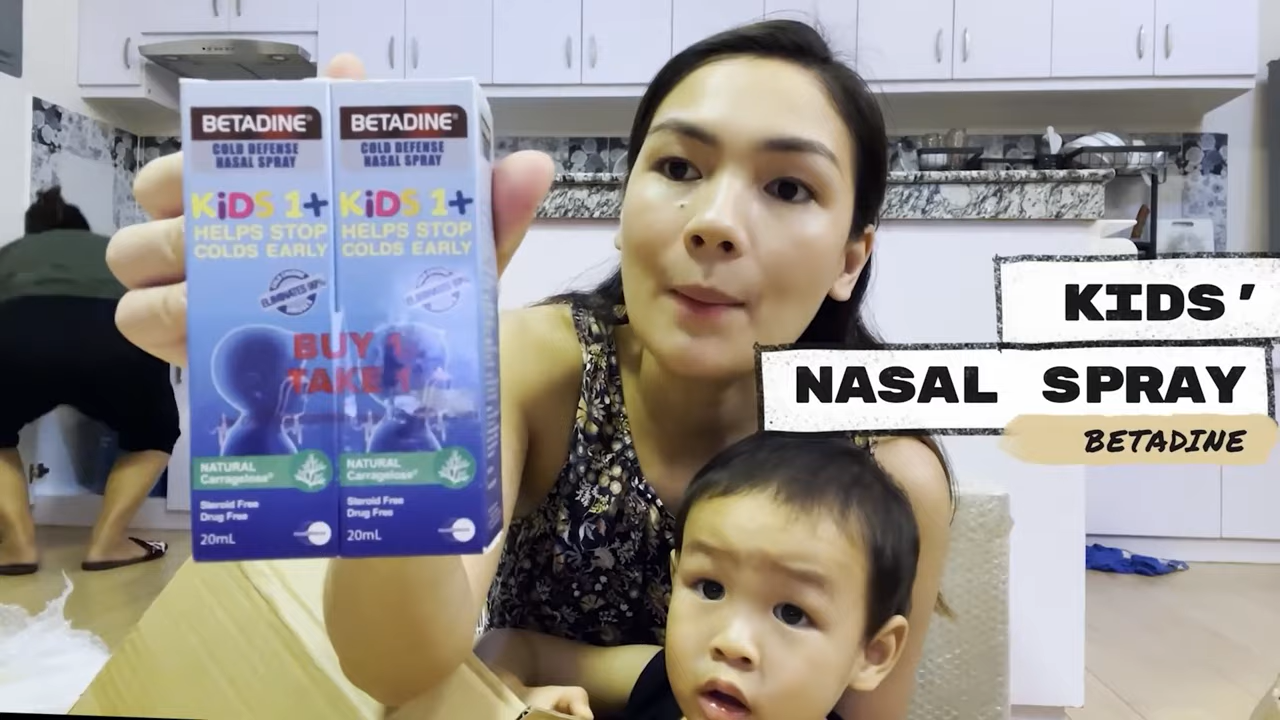 BETADINE®
COLD DEFENSE
NASAL SPRAY
KiDS 1+
HELPS STOP
COLDS EARLY
NATURAL
Carragelose®
Steroid Free
Drug Free
20mL
BETADINE®
COLD DEFENSE
NASAL SPRAY
KiDS 1+
HELPS STOP
COLDS EARLY
NATURAL
Carragelose®
Steroid Free
Drug Free
20mL
BUY 1
TAKE 1
KIDS'
NASAL SPRAY
BETADINE